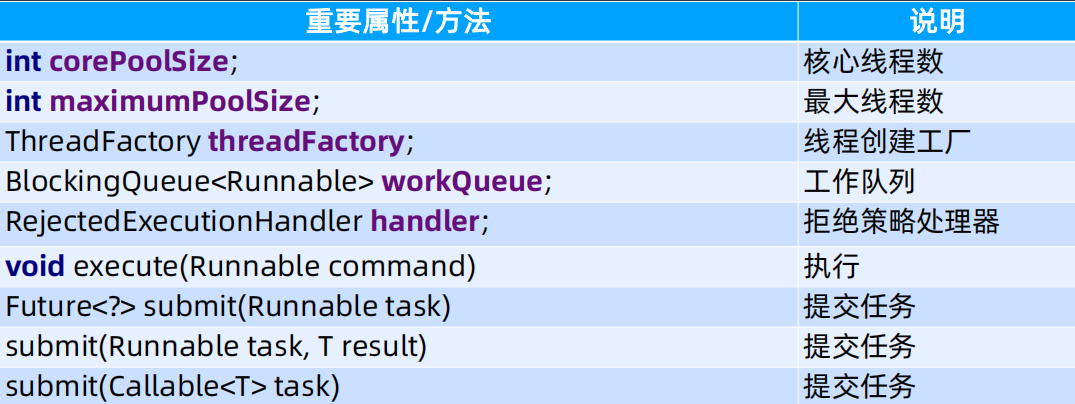 重要属性/方法 说明
int corePoolSize; 核心线程数
int maximumPoolSize; 最大线程数
ThreadFactory threadFactory; 线程创建工厂
BlockingQueue<Runnable> workQueue; 工作队列
RejectedExecutionHandler handler; 拒绝策略处理器
void execute(Runnable command) 执行
Future<?> submit(Runnable task) 提交任务
submit(Runnable task, T result) 提交任务
submit(Callable<T> task) 提交任务